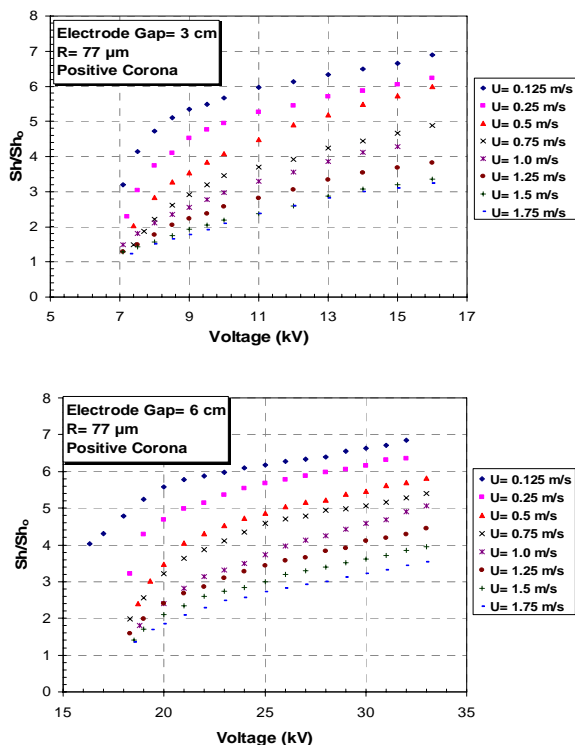 8
7
6
5
4
3
2
1
0
Sh/Shₒ
Electrode Gap= 3 cm
R= 77 µm
Positive Corona
5 7 9 11 13 15 17
Voltage (kV)
U= 0.125 m/s
U= 0.25 m/s
U= 0.5 m/s
U= 0.75 m/s
U= 1.0 m/s
U= 1.25 m/s
U= 1.5 m/s
U= 1.75 m/s
8
7
6
5
4
3
2
1
0
Sh/Shₒ
Electrode Gap= 6 cm
R= 77 µm
Positive Corona
15 20 25 30 35
Voltage (kV)
U= 0.125 m/s
U= 0.25 m/s
U= 0.5 m/s
U= 0.75 m/s
U= 1.0 m/s
U= 1.25 m/s
U= 1.5 m/s
U= 1.75 m/s